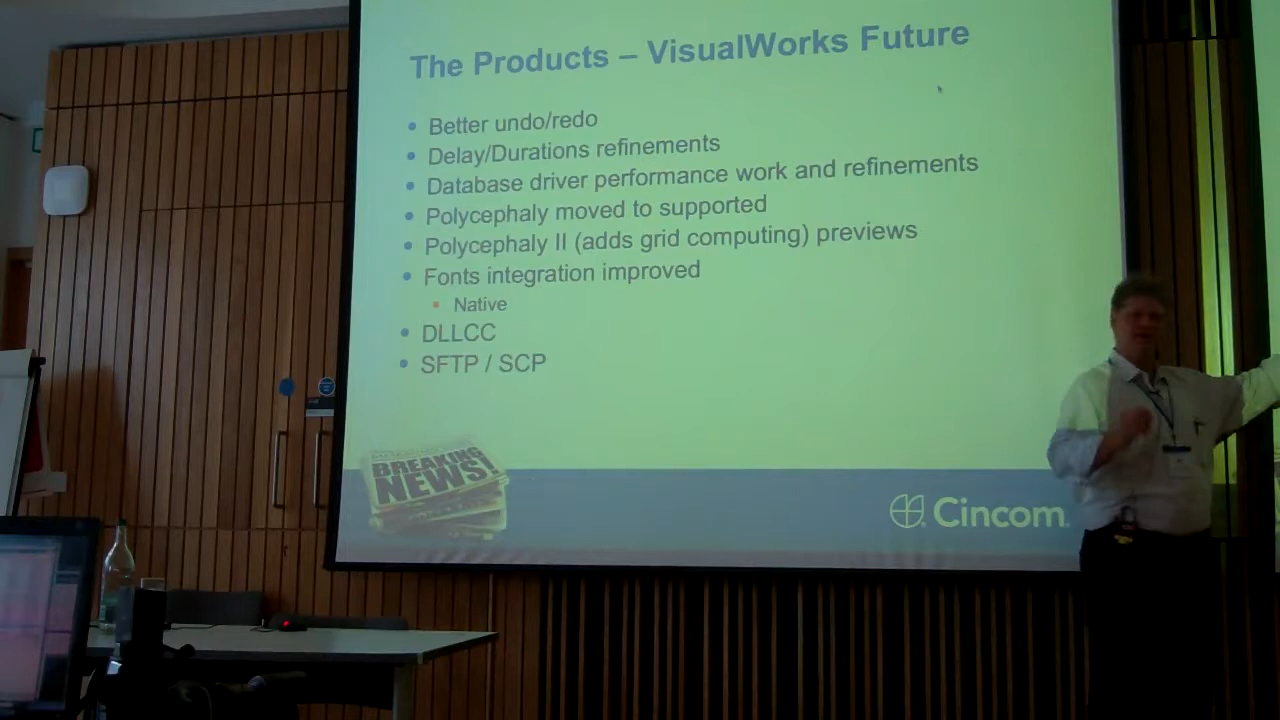 The Products – VisualWorks Future
• Better undo/redo
• Delay/Durations refinements
• Database driver performance work and refinements
• Polycephaly moved to supported
• Polycephaly II (adds grid computing) previews
• Fonts integration improved
• Native
• DLLCC
• SFTP / SCP
BREAKING
NEWS!
Cincom